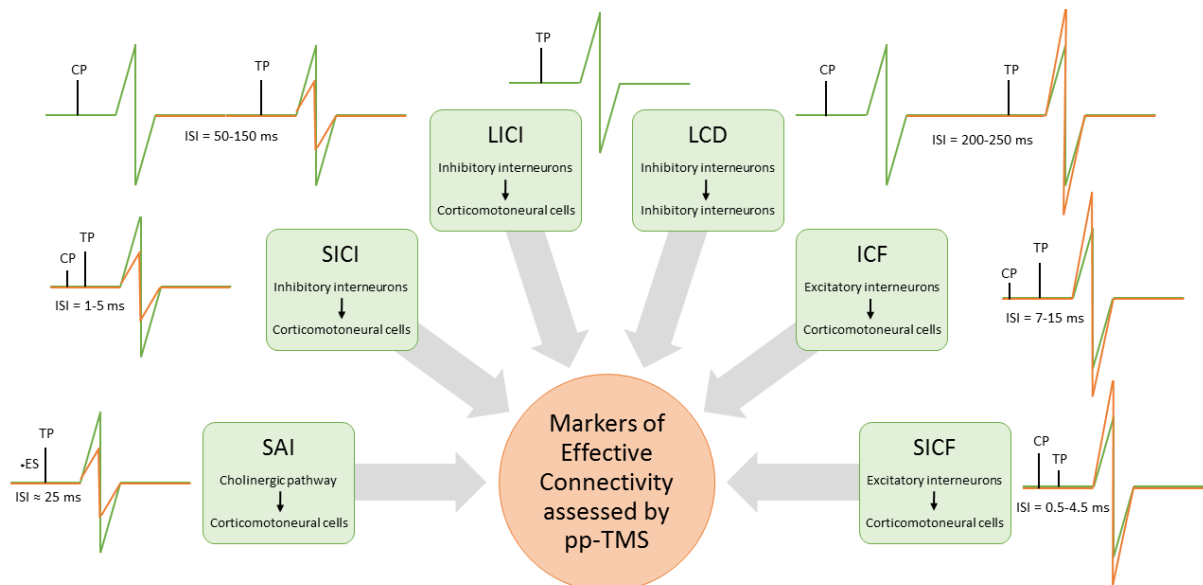 CP
TP
ISI = 50-150 ms
TP
CP
TP
ISI = 200-250 ms
LICI
Inhibitory interneurons
Corticomotoneural cells
LCD
Inhibitory interneurons
Inhibitory interneurons
CP
TP
ISI = 1-5 ms
SICI
Inhibitory interneurons
Corticomotoneural cells
ICF
Excitatory interneurons
Corticomotoneural cells
CP
TP
ISI = 7-15 ms
TP
•ES
ISI ≈ 25 ms
SAI
Cholinergic pathway
Corticomotoneural cells
Markers of
Effective
Connectivity
assessed by
pp-TMS
SICF
Excitatory interneurons
Corticomotoneural cells
CP
TP
ISI = 0.5-4.5 ms